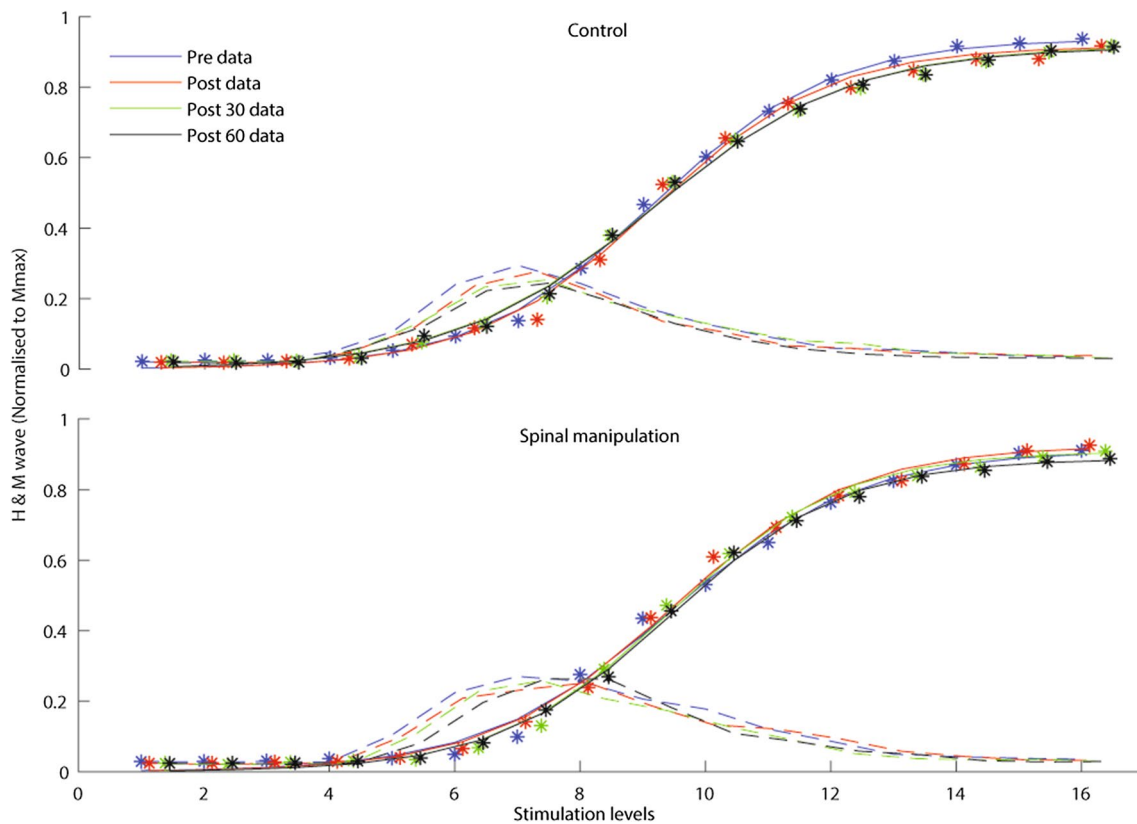 1
Control
Pre data
Post data
Post 30 data
Post 60 data
0.8
0.6
0.4
0.2
0
H & M wave (Normalised to Mmax)
1
Spinal manipulation
0.8
0.6
0.4
0.2
0
0 2 4 6 8 10 12 14 16
Stimulation levels